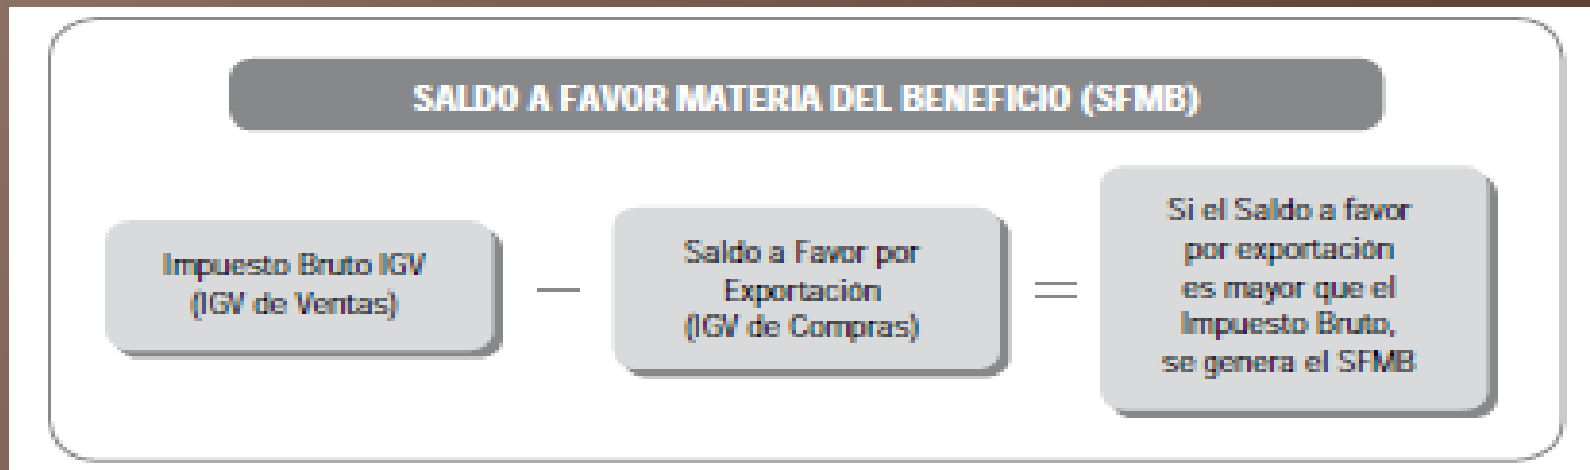 SALDO A FAVOR MATERIA DEL BENEFICIO (SFMB)
Impuesto Bruto IGV
(IGV de Ventas)
—
Saldo a Favor por
Exportación
(IGV de Compras)
=
Si el Saldo a favor
por exportación
es mayor que el
Impuesto Bruto,
se genera el SFMB